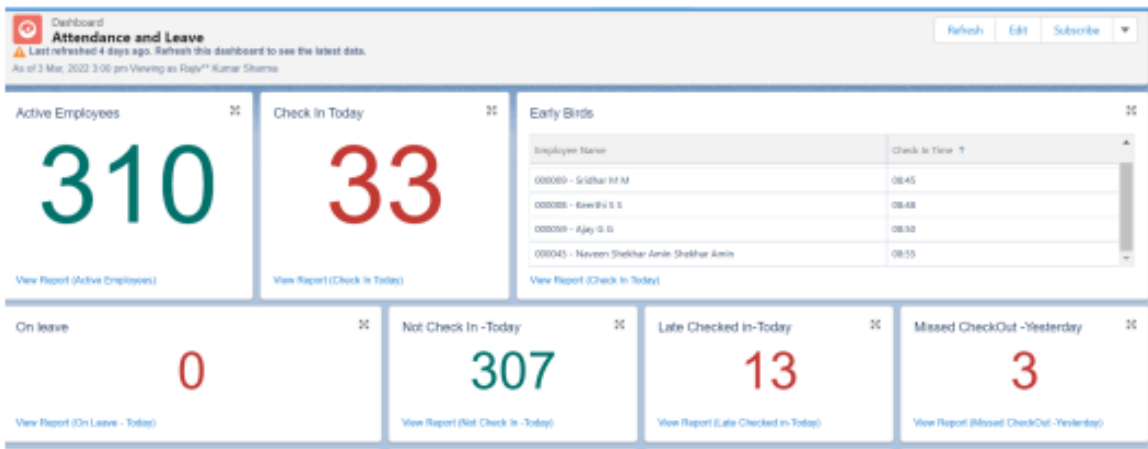 Dashboard
Attendance and Leave
Last refreshed 4 days ago. Refresh this dashboard to see the latest data.
As of 3 Mar, 2022 3:00 pm Viewing as Rajiv** Kumar Sharma
Refresh Edit Subscribe
Active Employees
310
View Report (Active Employees)
Check In Today
33
View Report (Check In Today)
Early Birds
Employee Name Check In Time ↑
000009 - Sridhar M M 08:45
000008 - Keerthi S S 08:48
000059 - Ajay G G 08:50
000045 - Naveen Shekhar Amin Shekhar Amin 08:55
View Report (Check In Today)
On leave
0
View Report (On Leave - Today)
Not Check In -Today
307
View Report (Not Check In -Today)
Late Checked in-Today
13
View Report (Late Checked in-Today)
Missed CheckOut -Yesterday
3
View Report (Missed CheckOut -Yesterday)